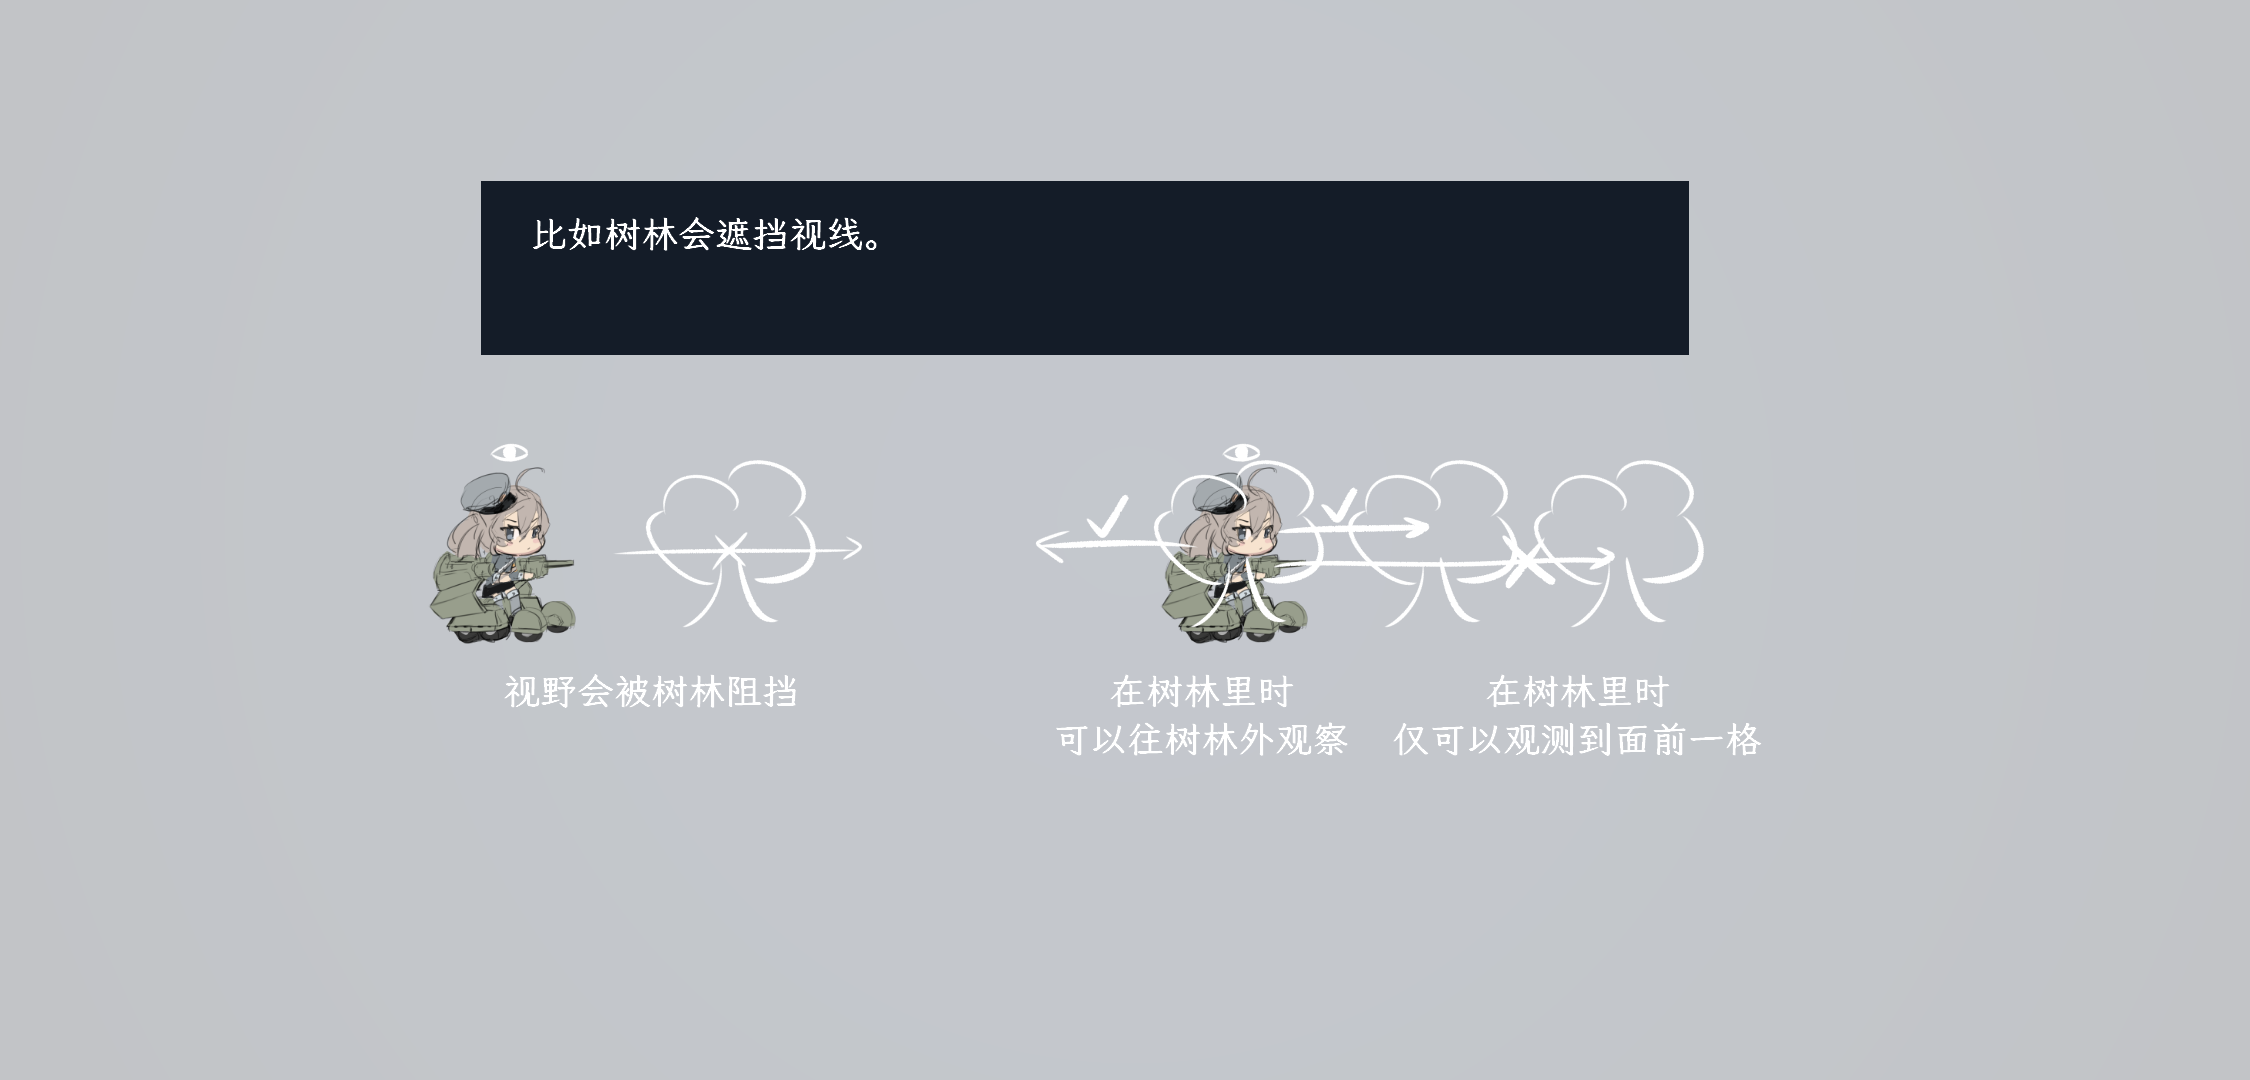 比如树林会遮挡视线。
视野会被树林阻挡
在树林里时
可以往树林外观察
在树林里时
仅可以观测到面前一格